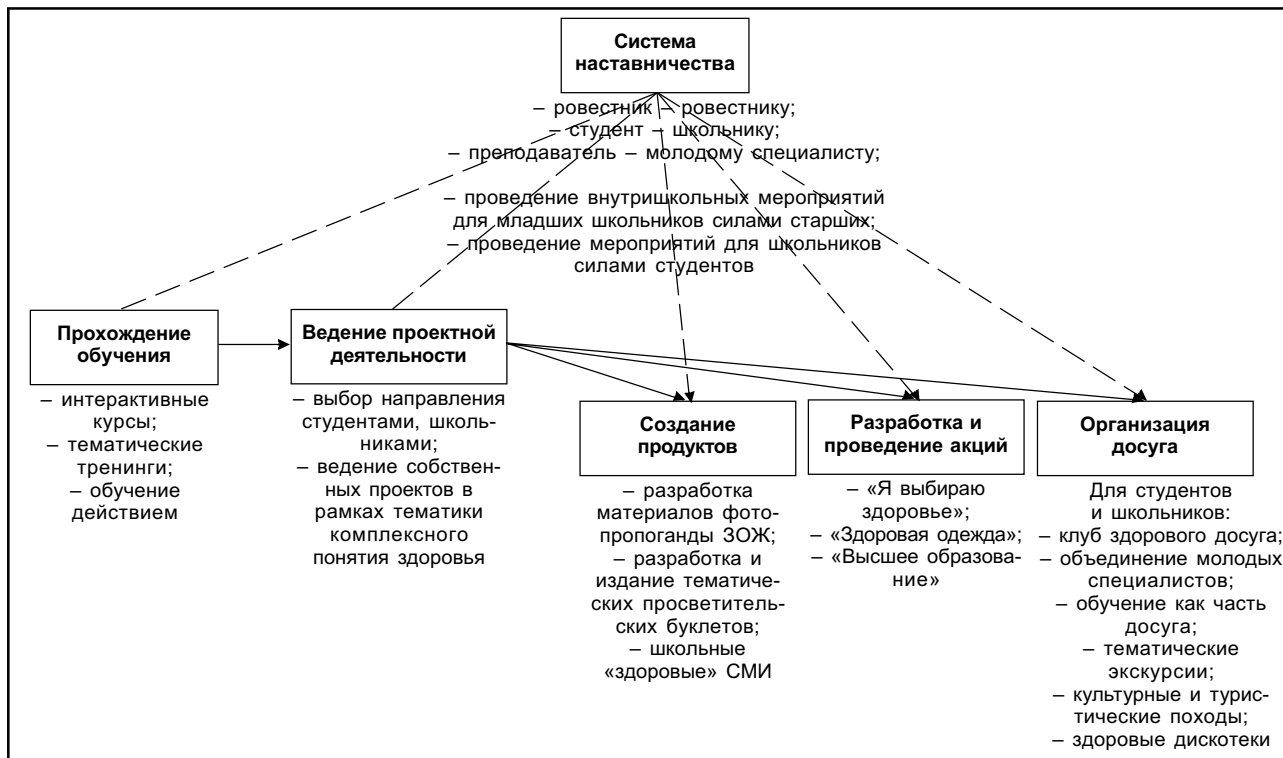 Система
наставничества
– ровестник – ровестнику;
– студент – школьнику;
– преподаватель – молодому специалисту;
– проведение внутришкольных мероприятий
для младших школьников силами старших;
– проведение мероприятий для школьников
силами студентов
Прохождение
обучения
– интерактивные
курсы;
– тематические
тренинги;
– обучение
действием
Ведение проектной
деятельности
– выбор направления
студентами, школь-
никами;
– ведение собствен-
ных проектов в
рамках тематики
комплексного
понятия здоровья
Создание
продуктов
– разработка
материалов фото-
пропоганды ЗОЖ;
– разработка и
издание тематиче-
ских просветитель-
ских буклетов;
– школьные
«здоровые» СМИ
Разработка и
проведение акций
– «Я выбираю
здоровье»;
– «Здоровая одежда»;
– «Высшее образова-
ние»
Организация
досуга
Для студентов
и школьников:
– клуб здорового досуга;
– объединение молодых
специалистов;
– обучение как часть
досуга;
– тематические
экскурсии;
– культурные и турис-
тические походы;
– здоровые дискотеки